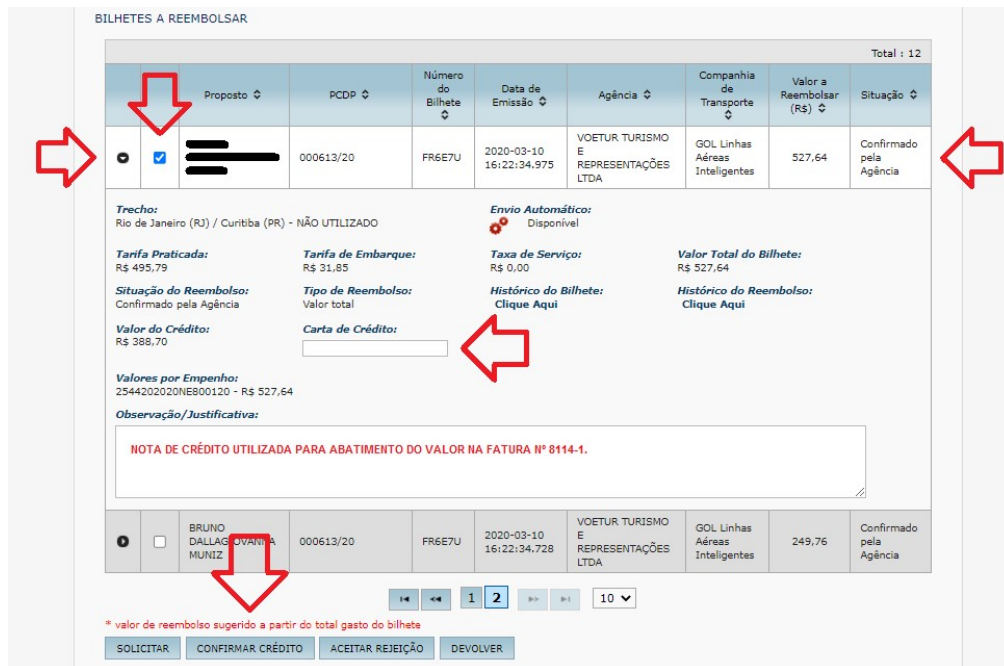 BILHETES A REEMBOLSAR
Total : 12
Proposto
PCDP
Número
do
Bilhete
Data de
Emissão
Agência
Companhia
de
Transporte
Valor a
Reembolsar
(R$)
Situação
000613/20
FR6E7U
2020-03-10
16:22:34.975
VOETUR TURISMO
E
REPRESENTAÇÕES
LTDA
GOL Linhas
Aéreas
Inteligentes
527,64
Confirmado
pela
Agência
Trecho:
Rio de Janeiro (RJ) / Curitiba (PR) - NÃO UTILIZADO
Envio Automático:
Disponível
Tarifa Praticada:
R$ 495,79
Tarifa de Embarque:
R$ 31,85
Taxa de Serviço:
R$ 0,00
Valor Total do Bilhete:
R$ 527,64
Situação do Reembolso:
Confirmado pela Agência
Tipo de Reembolso:
Valor total
Histórico do Bilhete:
Clique Aqui
Histórico do Reembolso:
Clique Aqui
Valor do Crédito:
R$ 388,70
Carta de Crédito:
Valores por Empenho:
2544202020NE800120 - R$ 527,64
Observação/Justificativa:
NOTA DE CRÉDITO UTILIZADA PARA ABATIMENTO DO VALOR NA FATURA Nº 8114-1.
BRUNO
MUNIZ
000613/20
FR6E7U
2020-03-10
16:22:34.728
VOETUR TURISMO
E
REPRESENTAÇÕES
LTDA
GOL Linhas
Aéreas
Inteligentes
249,76
Confirmado
pela
Agência
1 2 10
* valor de reembolso sugerido a partir do total gasto do bilhete
SOLICITAR CONFIRMAR CRÉDITO ACEITAR REJEIÇÃO DEVOLVER